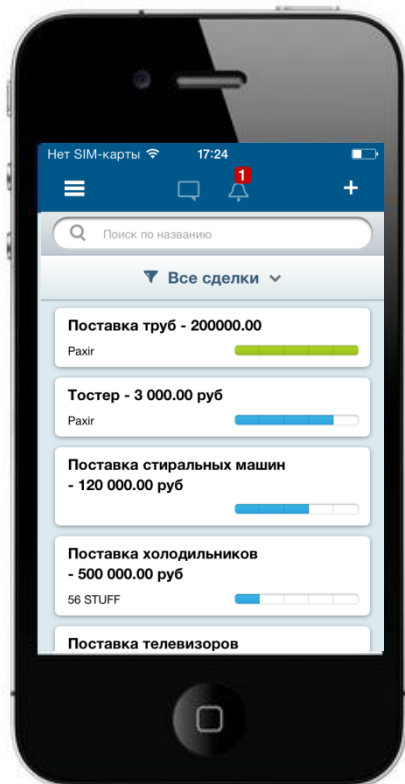 Нет SIM-карты 17:24
1
Поиск по названию
Все сделки
Поставка труб - 200000.00
Paxir
Тостер - 3 000.00 руб
Paxir
Поставка стиральных машин
- 120 000.00 руб
Поставка холодильников
- 500 000.00 руб
56 STUFF
Поставка телевизоров